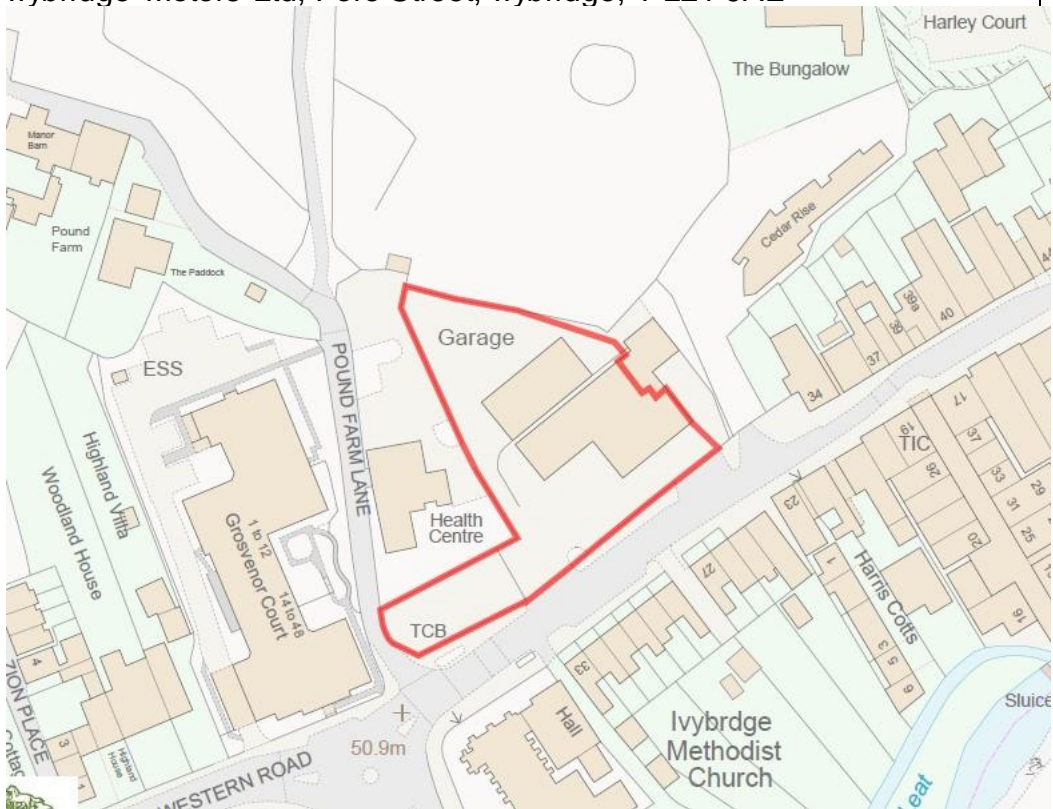 Harley Court
The Bungalow
Manor
Barn
Cedar Rise
Pound
Farm
The Paddock
44
40
39a
38
37
34
Garage
ESS
POUND FARM LANE
17
19
TIC
37
26
33
29
31
25
20
23
16
Highland Villa
Woodland House
1 to 12
14 to 48
Grosvenor Court
Health
Centre
27
1
Harris Cotts
3
5
6
TCB
33
Hall
Ivybrdge
Methodist
Church
Sluice
eat
ZION PLACE
4
3
1
Highland
House
50.9m
WESTERN ROAD